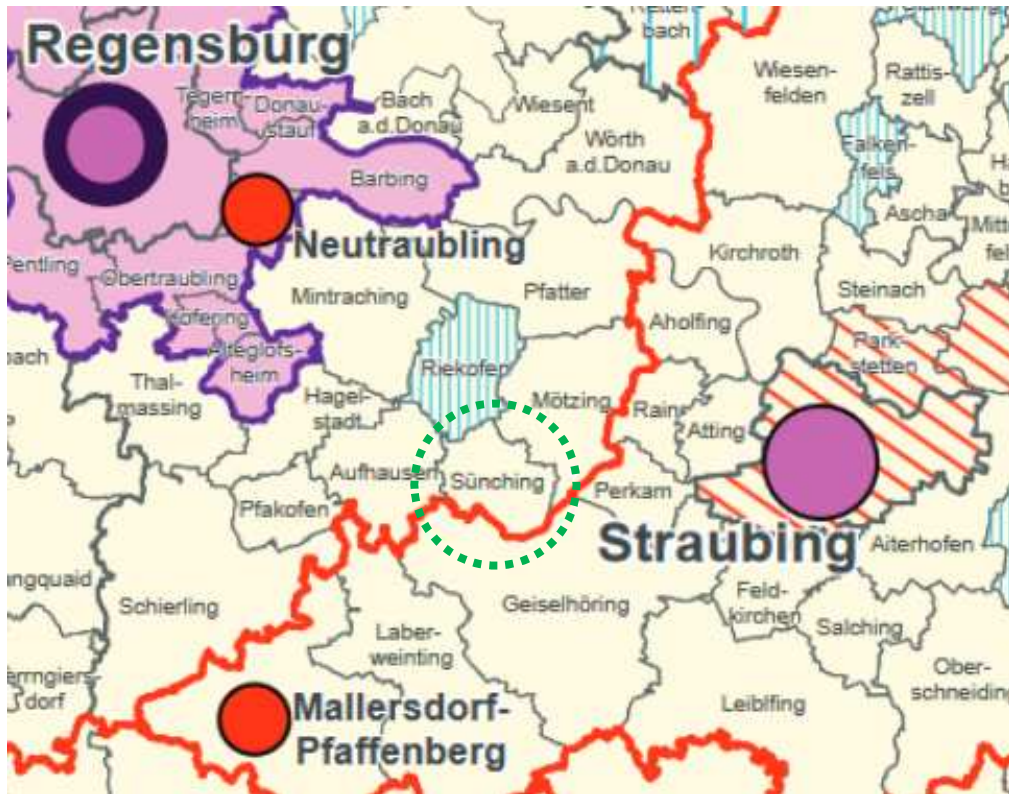 Regensburg
bach
Wiesen-
felden
Rattis-
zell
Tegern-
heim
Donau-
stauf
Bach
a.d.Donau
Wiesent
Wörth
a.d.Donau
Falken-
fels
Barbing
Ascha
Neutraubling
Kirchroth
Pentling
Obertraubling
Mintraching
Pfatter
Steinach
Köfering
Aholfing
Park-
stetten
Alteglofs-
heim
Riekofen
Thal-
massing
Hagel-
stadt
Mötzing
Rain
Atting
Aufhausen
Sünching
Perkam
Pfakofen
Straubing
Aiterhofen
Schierling
Geiselhöring
Feld-
kirchen
Salching
Laber-
weinting
Ober-
schneiding
dorf
Leiblfing
Mallersdorf-
Pfaffenberg